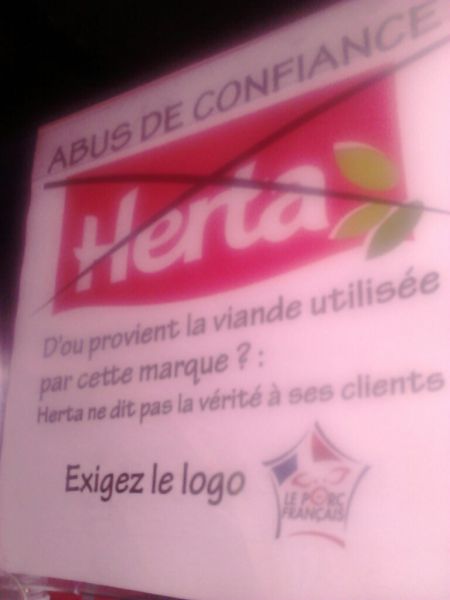 ABUS DE CONFIANCE
Herta
D'ou provient la viande utilisée
par cette marque ? :
Herta ne dit pas la vérité à ses clients
Exigez le logo
LE PORC
FRANÇAIS